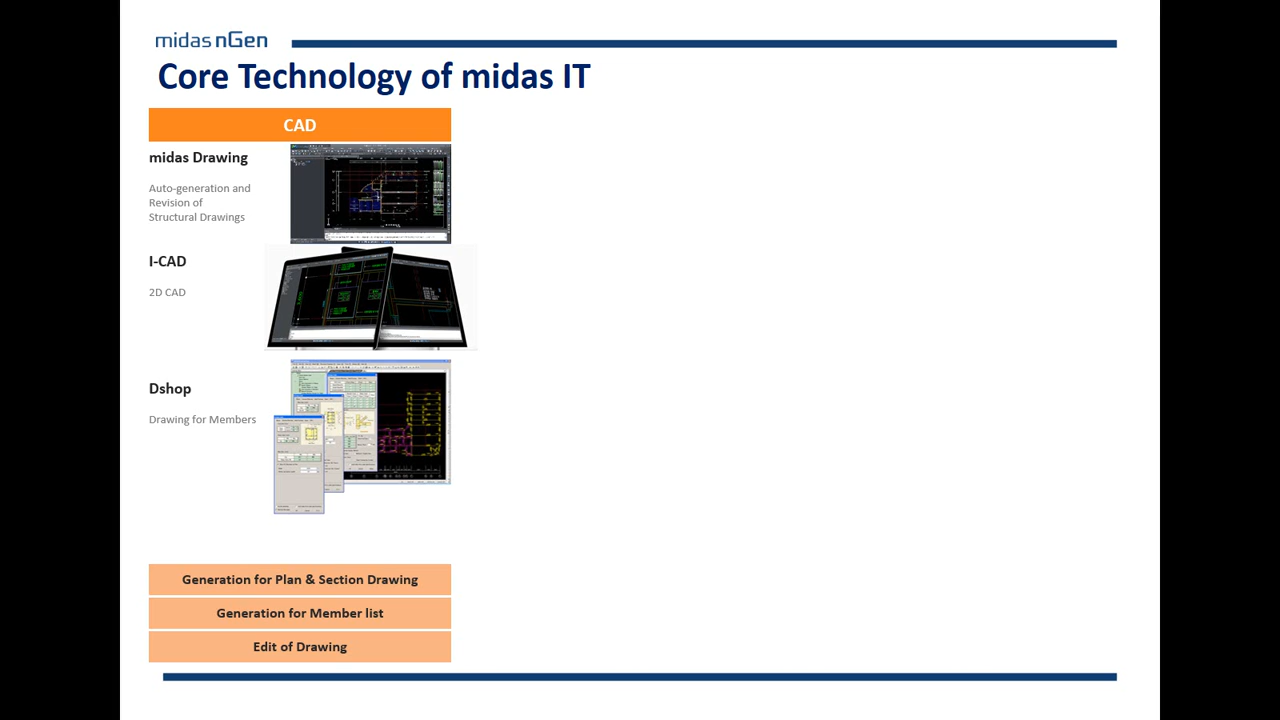 midas nGen
Core Technology of midas IT
CAD
midas Drawing
Auto-generation and
Revision of
Structural Drawings
I-CAD
2D CAD
Dshop
Drawing for Members
Generation for Plan & Section Drawing
Generation for Member list
Edit of Drawing